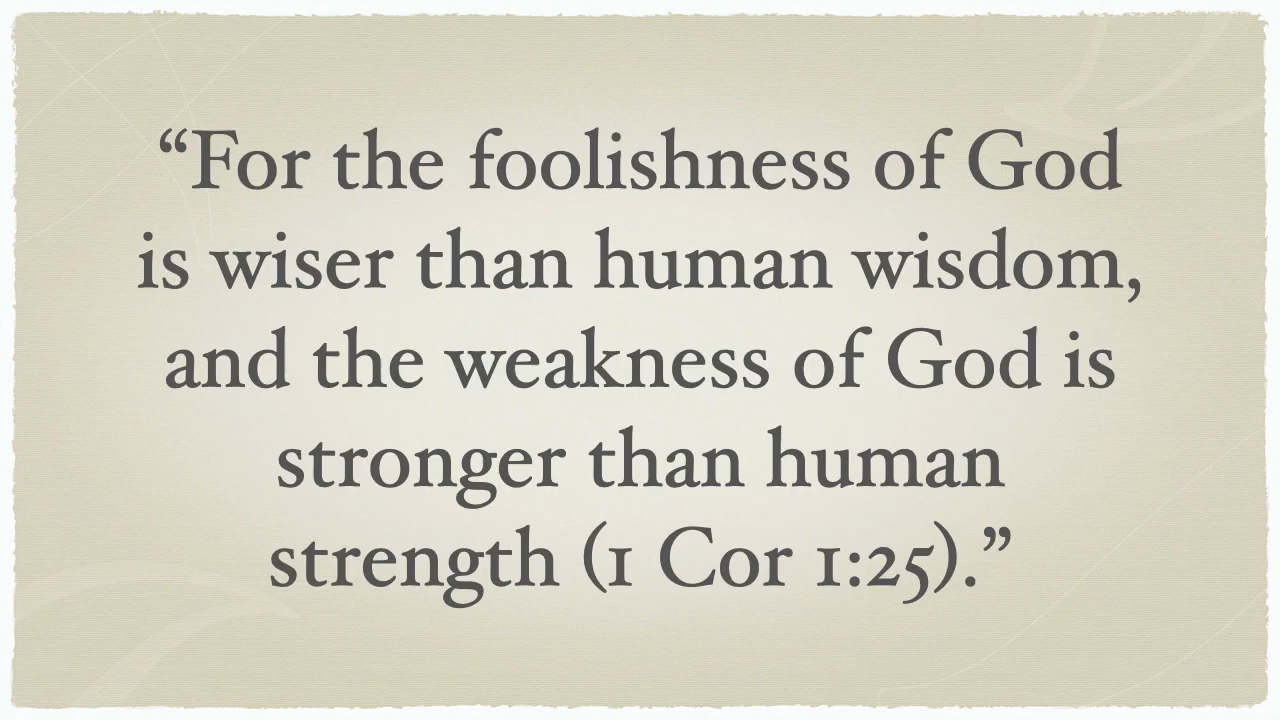 “For the foolishness of God
is wiser than human wisdom,
and the weakness of God is
stronger than human
strength (1 Cor 1:25).”